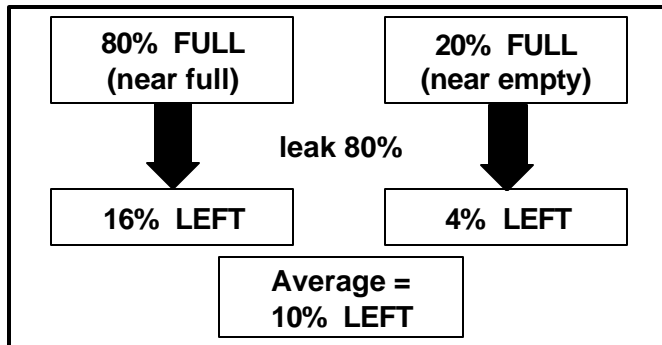 80% FULL
(near full)
20% FULL
(near empty)
leak 80%
16% LEFT
4% LEFT
Average =
10% LEFT